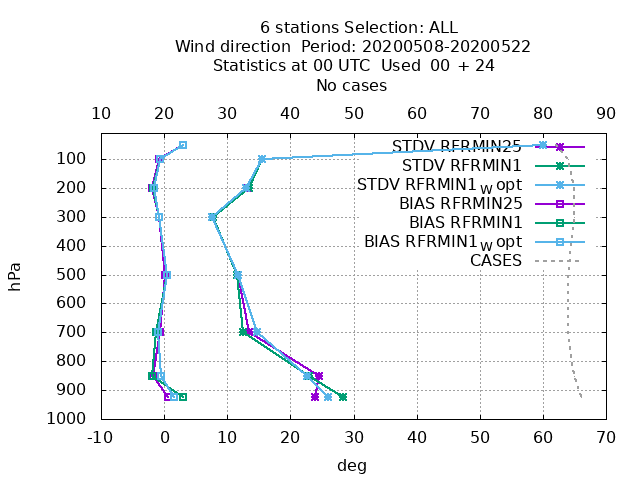 6 stations Selection: ALL
Wind direction  Period: 20200508-20200522
Statistics at 00 UTC  Used  00 + 24
No cases
10 20 30 40 50 60 70 80 90
STDV RFRMIN25
STDV RFRMIN1
STDV RFRMIN1w opt
BIAS RFRMIN25
BIAS RFRMIN1
BIAS RFRMIN1w opt
CASES
hPa
100
200
300
400
500
600
700
800
900
1000
-10 0 10 20 30 40 50 60 70
deg